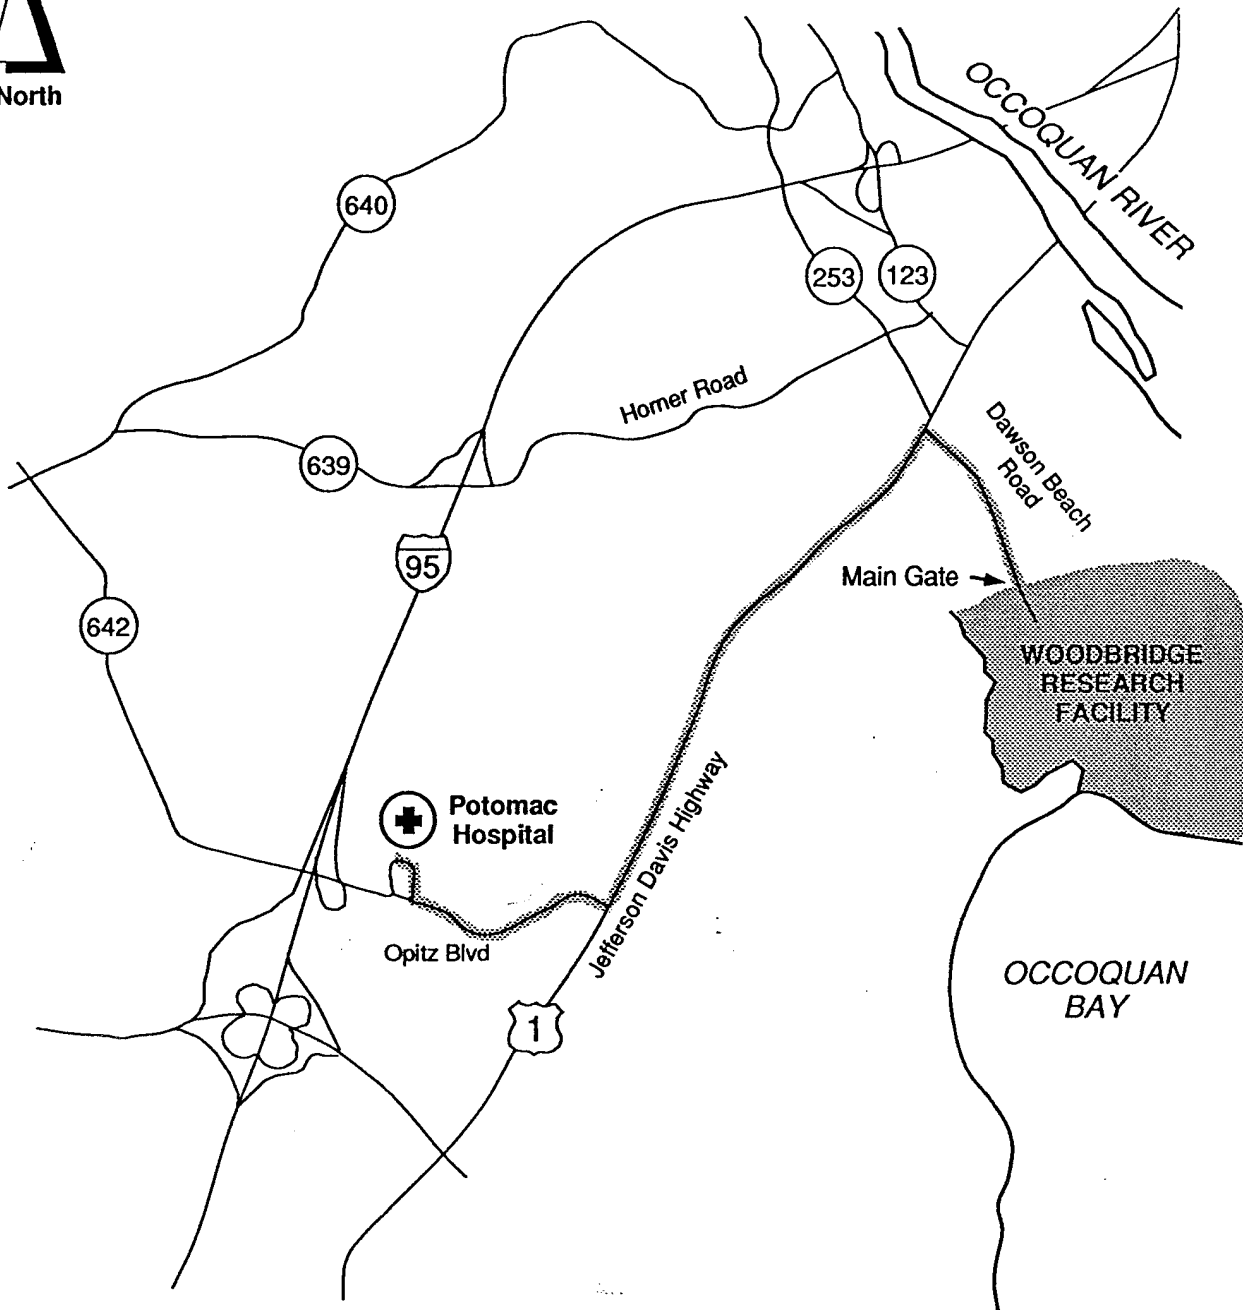 North
OCCOQUAN RIVER
640
253
123
Horner Road
Dawson Beach
Road
639
95
Main Gate
642
WOODBRIDGE
RESEARCH
FACILITY
Potomac
Hospital
Jefferson Davis Highway
Opitz Blvd
OCCOQUAN
BAY
1